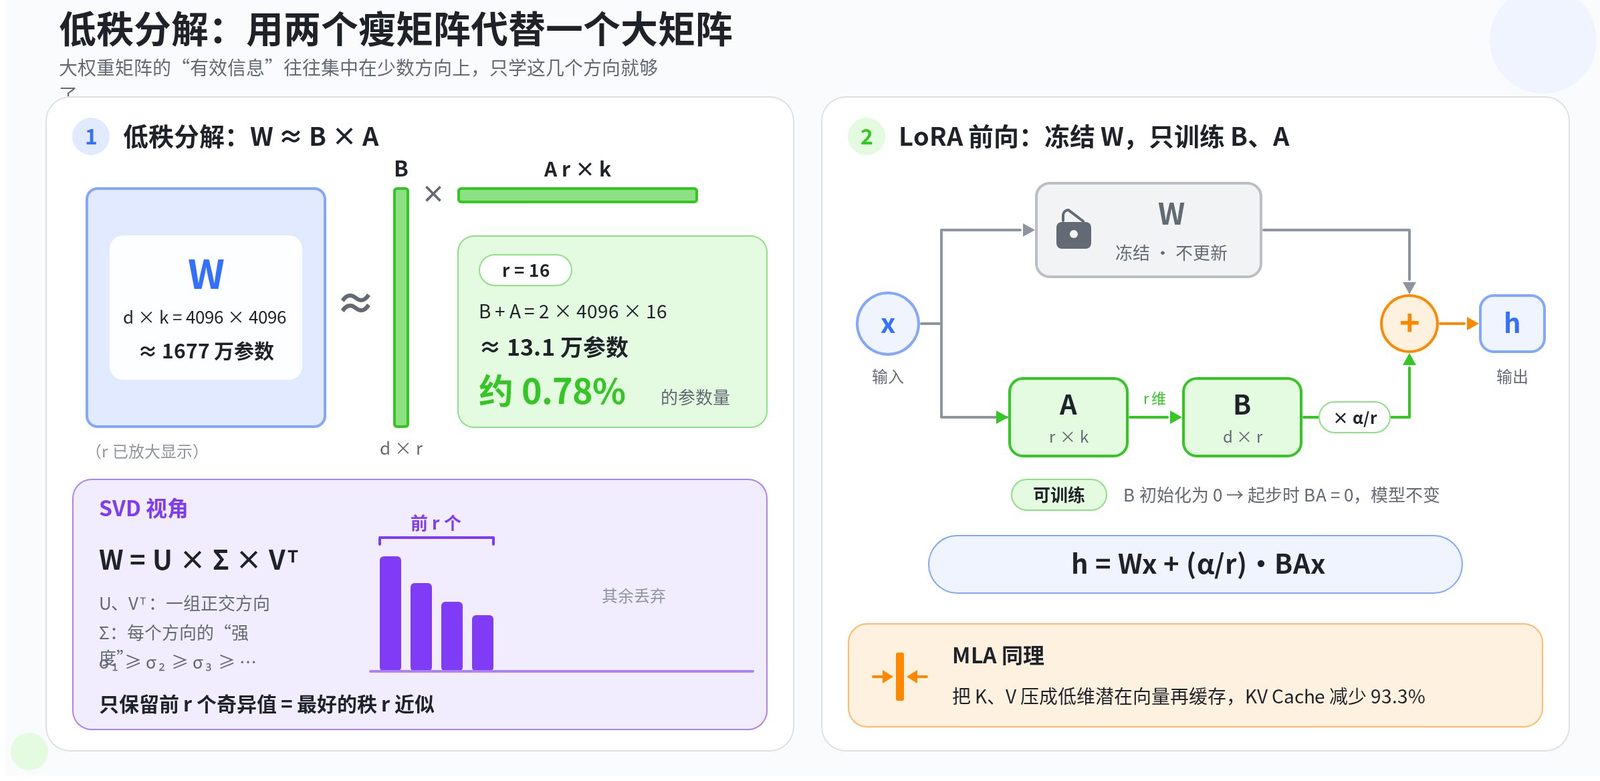 低秩分解：用两个瘦矩阵代替一个大矩阵
大权重矩阵的“有效信息”往往集中在少数方向上，只学这几个方向就够
了
1 低秩分解：W ≈ B × A
B
×
A r × k
W
d × k = 4096 × 4096
≈ 1677 万参数
≈
r = 16
B + A = 2 × 4096 × 16
≈ 13.1 万参数
约 0.78% 的参数量
（r 已放大显示）
d × r
SVD 视角
W = U × Σ × Vᵀ
U、Vᵀ：一组正交方向
Σ：每个方向的“强
度”
σ₁ ≥ σ₂ ≥ σ₃ ≥ ⋯
前 r 个
其余丢弃
只保留前 r 个奇异值 = 最好的秩 r 近似
2 LoRA 前向：冻结 W，只训练 B、A
W
冻结 · 不更新
x
输入
+
h
输出
A
r × k
r 维
B
d × r
× α/r
可训练
B 初始化为 0 → 起步时 BA = 0，模型不变
h = Wx + (α/r) · BAx
MLA 同理
把 K、V 压成低维潜在向量再缓存，KV Cache 减少 93.3%